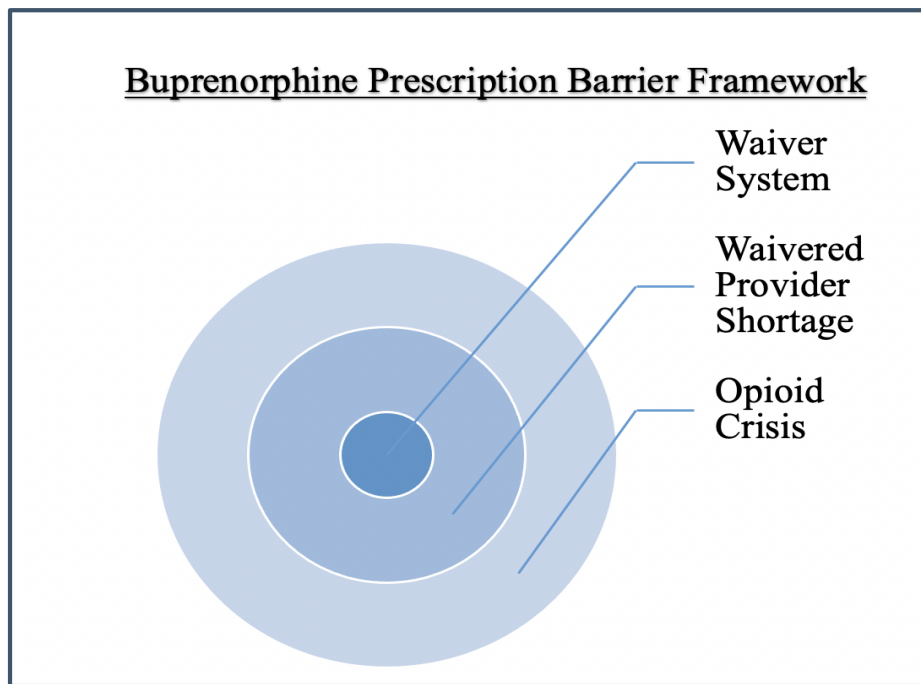 Buprenorphine Prescription Barrier Framework
Waiver
System
Waivered
Provider
Shortage
Opioid
Crisis